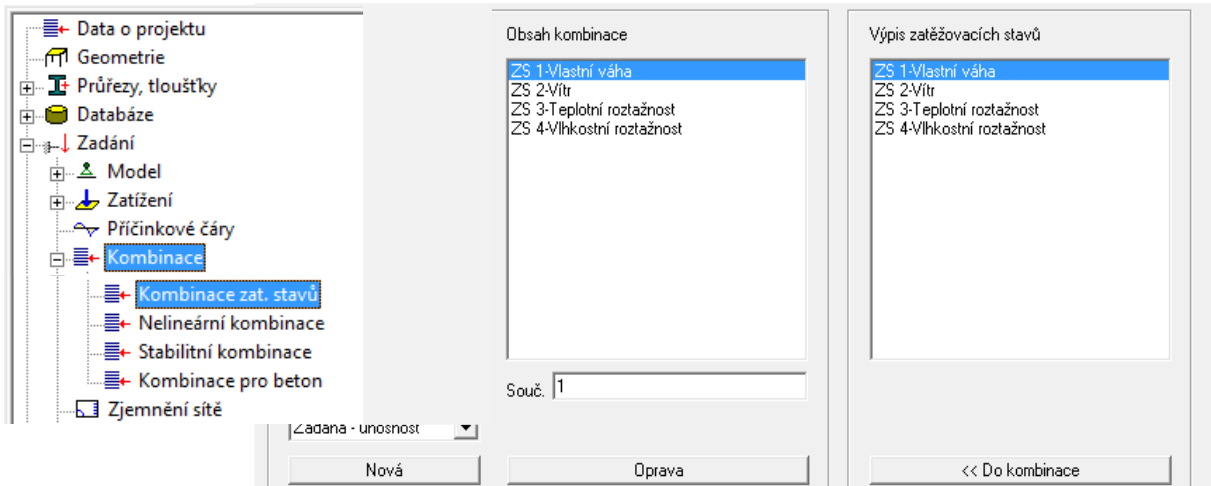 Data o projektu
Geometrie
Průřezy, tloušťky
Databáze
Zadání
Model
Zatížení
Příčinkové čáry
Kombinace
Kombinace zat. stavů
Nelineární kombinace
Stabilitní kombinace
Kombinace pro beton
Zjemnění sítě
Zadaná - únosnost
Nová
Obsah kombinace
ZS 1-Vlastní váha
ZS 2-Vítr
ZS 3-Teplotní roztažnost
ZS 4-Vlhkostní roztažnost
Souč. 1
Oprava
Výpis zatěžovacích stavů
ZS 1-Vlastní váha
ZS 2-Vítr
ZS 3-Teplotní roztažnost
ZS 4-Vlhkostní roztažnost
<< Do kombinace